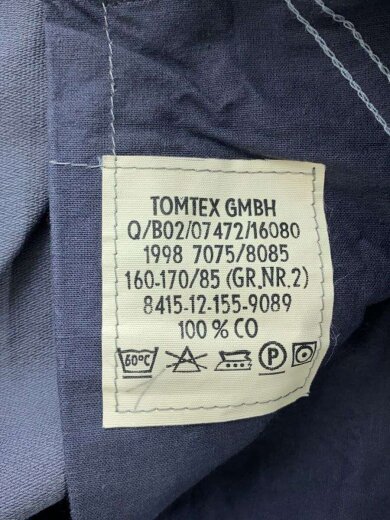 TOMTEX GMBH
Q/B02/07472/16080
1998 7075/8085
160-170/85 (GR.NR.2)
8415-12-155-9089
100 % CO
60°C P